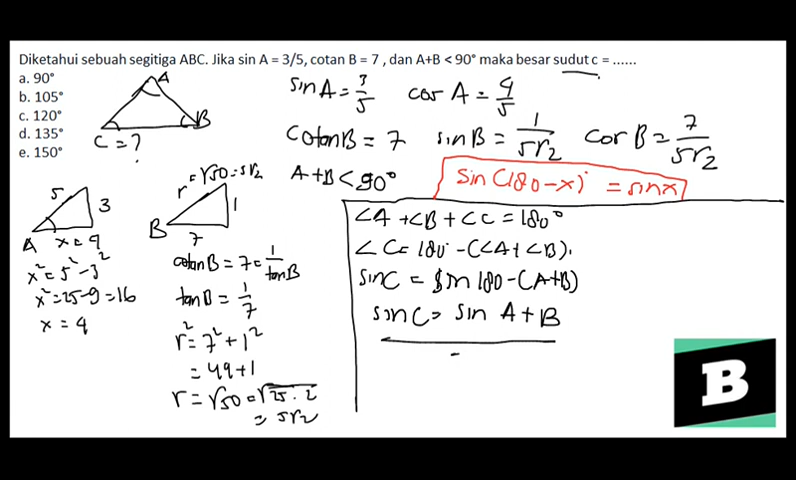 Diketahui sebuah segitiga ABC. Jika sin A = 3/5, cotan B = 7 , dan A+B < 90° maka besar sudut c = ......
a. 90°
b. 105°
c. 120°
d. 135°
e. 150°
A
B
C = ?
sin A = 3/5
cos A = 4/5
Cotan B = 7
sin B = 1/5√2
cos B = 7/5√2
A+B < 90°
sin (180-x)° = sin x
5
3
A
x = 4
x² = 5² - 3²
x² = 25 - 9 = 16
x = 4
r = √50 = 5√2
1
B
7
cotan B = 7 = 1/tan B
tan B = 1/7
r² = 7² + 1²
= 49 + 1
r = √50 = √25 . 2
= 5√2
∠A + ∠B + ∠C = 180°
∠C = 180° - (∠A + ∠B).
sin C = sin 180 - (A+B)
sin C = sin A + B
=
B